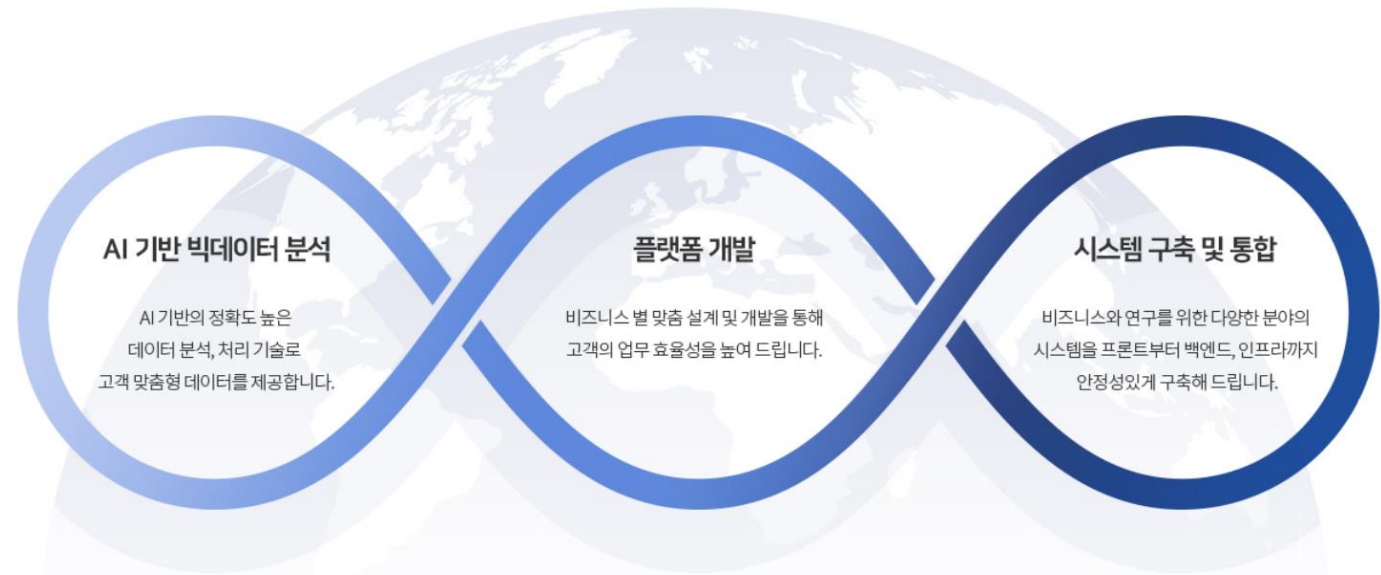 AI 기반 빅데이터 분석
AI 기반의 정확도 높은
데이터 분석, 처리 기술로
고객 맞춤형 데이터를 제공합니다.
플랫폼 개발
비즈니스 별 맞춤 설계 및 개발을 통해
고객의 업무 효율성을 높여 드립니다.
시스템 구축 및 통합
비즈니스와 연구를 위한 다양한 분야의
시스템을 프론트부터 백엔드, 인프라까지
안정성있게 구축해 드립니다.